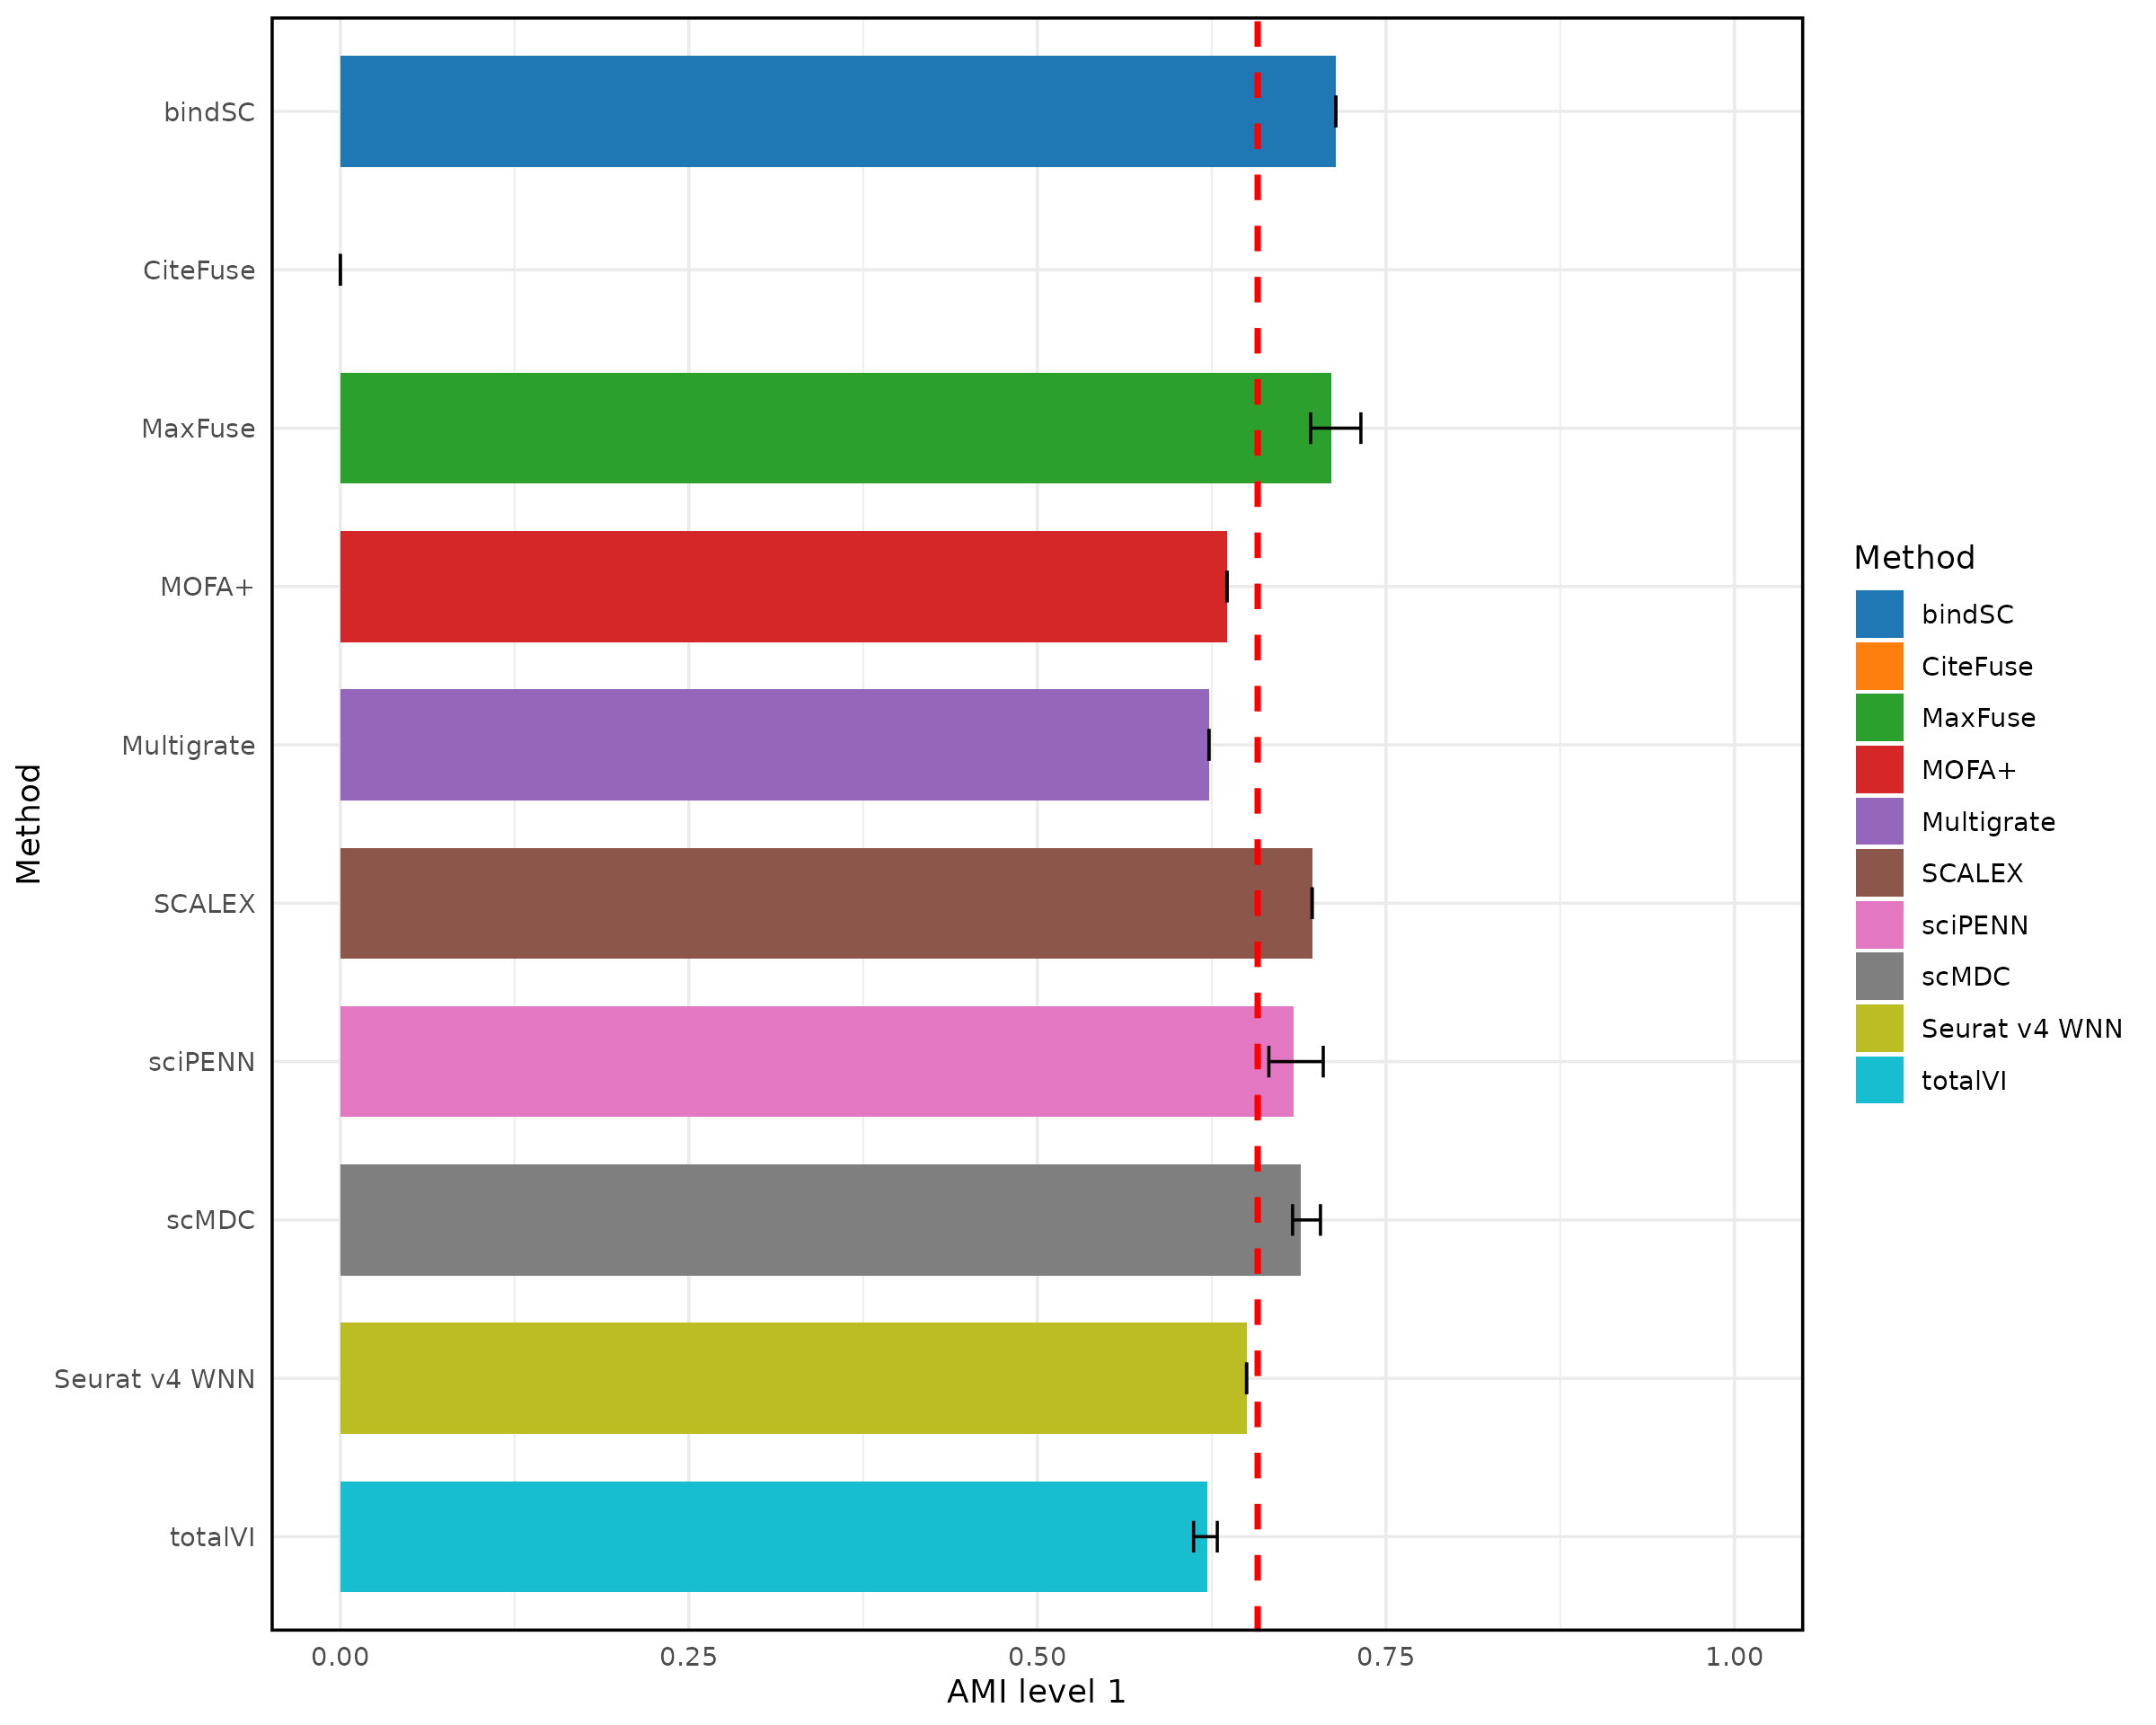 bindSC
CiteFuse
MaxFuse
MOFA+
Multigrate
SCALEX
sciPENN
scMDC
Seurat v4 WNN
totalVI
Method
0.00 0.25 0.50 0.75 1.00
AMI level 1
Method
bindSC
CiteFuse
MaxFuse
MOFA+
Multigrate
SCALEX
sciPENN
scMDC
Seurat v4 WNN
totalVI